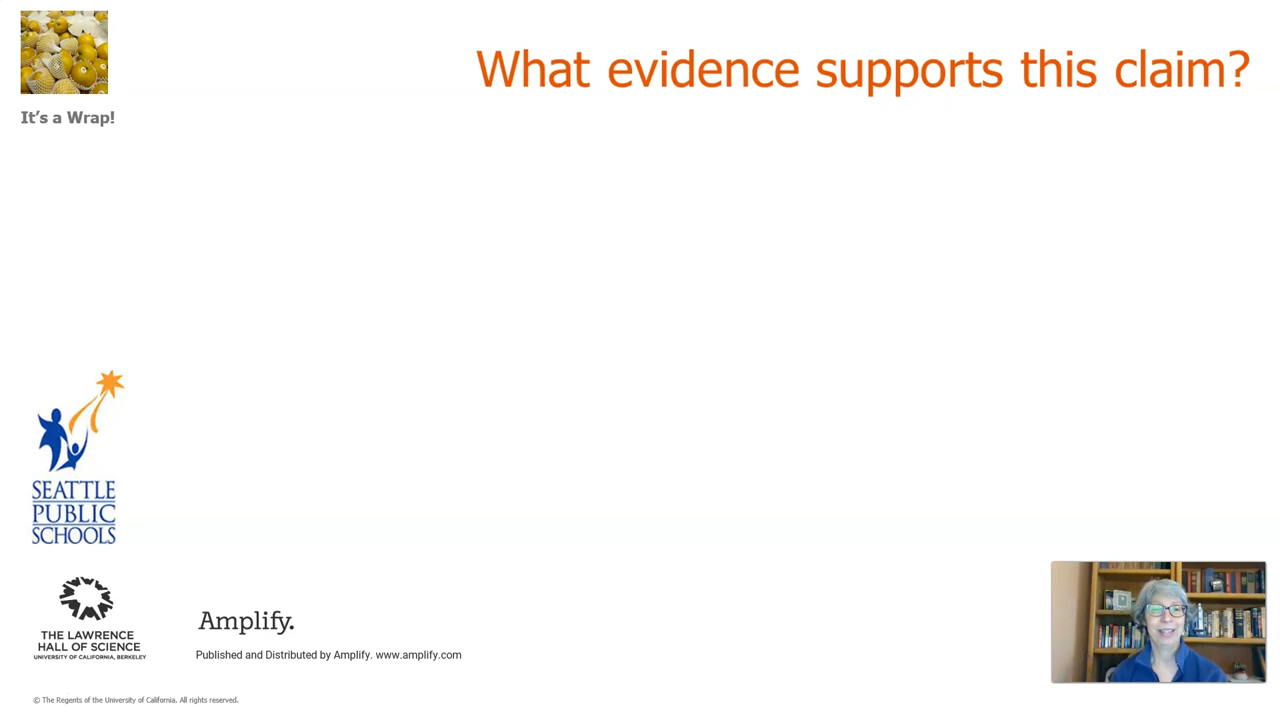 What evidence supports this claim?
It's a Wrap!
SEATTLE
PUBLIC
SCHOOLS
THE LAWRENCE
HALL OF SCIENCE
UNIVERSITY OF CALIFORNIA, BERKELEY
Amplify.
Published and Distributed by Amplify. www.amplify.com
© The Regents of the University of California. All rights reserved.